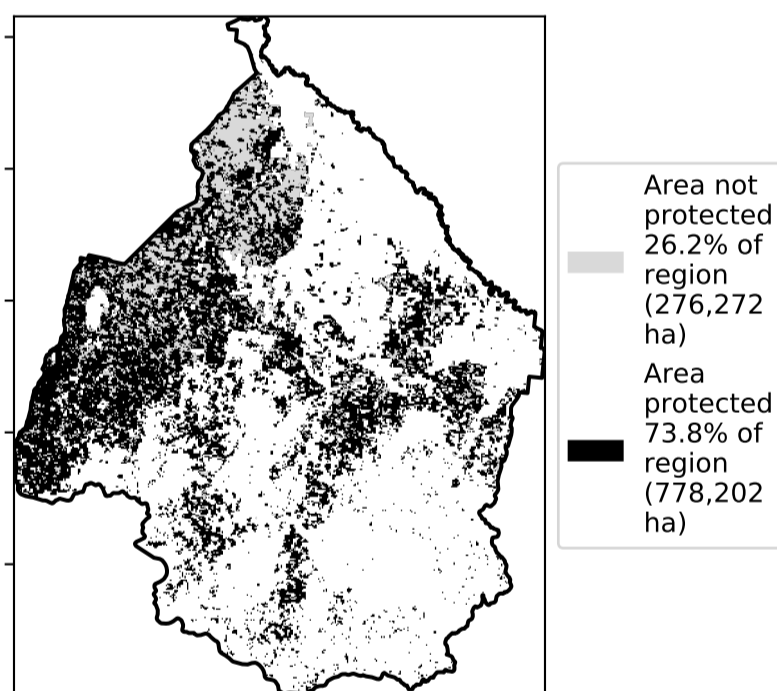 Area not
protected
26.2% of
region
(276,272
ha)
Area
protected
73.8% of
region
(778,202
ha)